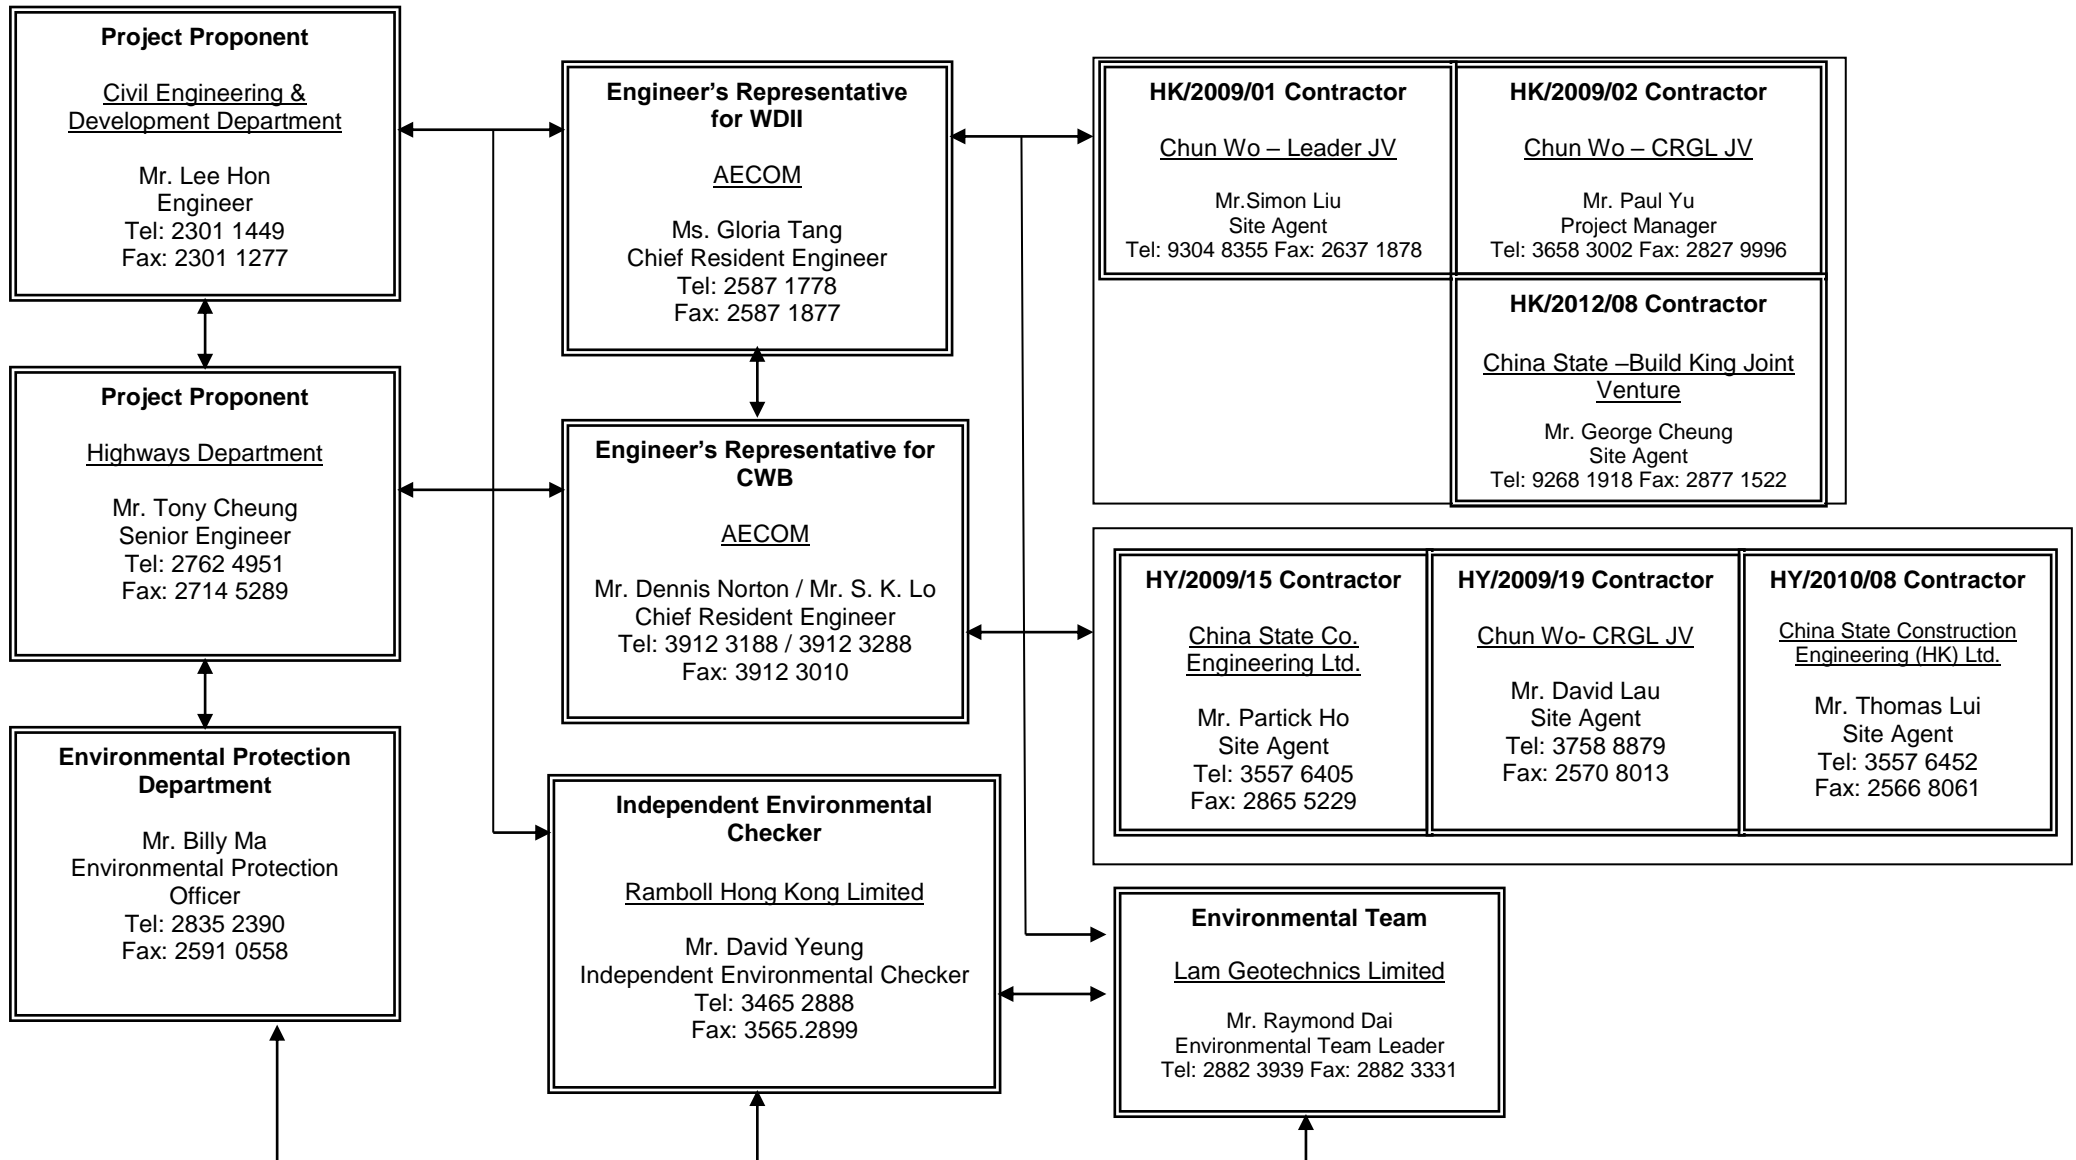 Project Proponent
Civil Engineering &
Development Department
Mr. Lee Hon
Engineer
Tel: 2301 1449
Fax: 2301 1277
Project Proponent
Highways Department
Mr. Tony Cheung
Senior Engineer
Tel: 2762 4951
Fax: 2714 5289
Environmental Protection
Department
Mr. Billy Ma
Environmental Protection
Officer
Tel: 2835 2390
Fax: 2591 0558
Engineer's Representative
for WDII
AECOM
Ms. Gloria Tang
Chief Resident Engineer
Tel: 2587 1778
Fax: 2587 1877
Engineer's Representative for
CWB
AECOM
Mr. Dennis Norton / Mr. S. K. Lo
Chief Resident Engineer
Tel: 3912 3188 / 3912 3288
Fax: 3912 3010
Independent Environmental
Checker
Ramboll Hong Kong Limited
Mr. David Yeung
Independent Environmental Checker
Tel: 3465 2888
Fax: 3565.2899
HK/2009/01 Contractor
Chun Wo – Leader JV
Mr.Simon Liu
Site Agent
Tel: 9304 8355 Fax: 2637 1878
HK/2009/02 Contractor
Chun Wo – CRGL JV
Mr. Paul Yu
Project Manager
Tel: 3658 3002 Fax: 2827 9996
HK/2012/08 Contractor
China State –Build King Joint
Venture
Mr. George Cheung
Site Agent
Tel: 9268 1918 Fax: 2877 1522
HY/2009/15 Contractor
China State Co.
Engineering Ltd.
Mr. Partick Ho
Site Agent
Tel: 3557 6405
Fax: 2865 5229
HY/2009/19 Contractor
Chun Wo- CRGL JV
Mr. David Lau
Site Agent
Tel: 3758 8879
Fax: 2570 8013
HY/2010/08 Contractor
China State Construction
Engineering (HK) Ltd.
Mr. Thomas Lui
Site Agent
Tel: 3557 6452
Fax: 2566 8061
Environmental Team
Lam Geotechnics Limited
Mr. Raymond Dai
Environmental Team Leader
Tel: 2882 3939 Fax: 2882 3331